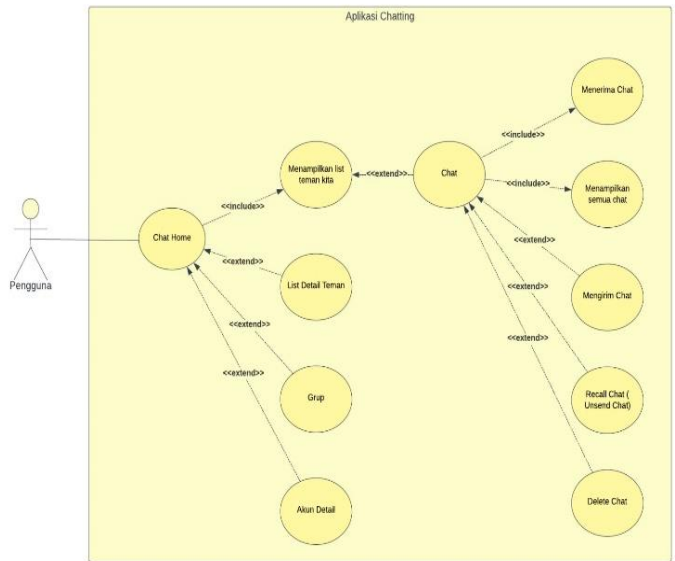 Aplikasi Chatting
Menerima Chat
<<include>>
Menampilkan list
teman kita
<<extend>>
Chat
<<include>>
Menampilkan
semua chat
<<include>>
Chat Home
<<extend>>
<<extend>>
Pengguna
List Detail Teman
<<extend>>
Mengirim Chat
<<extend>>
<<extend>>
<<extend>>
Grup
Recall Chat (
Unsend Chat)
Akun Detail
Delete Chat